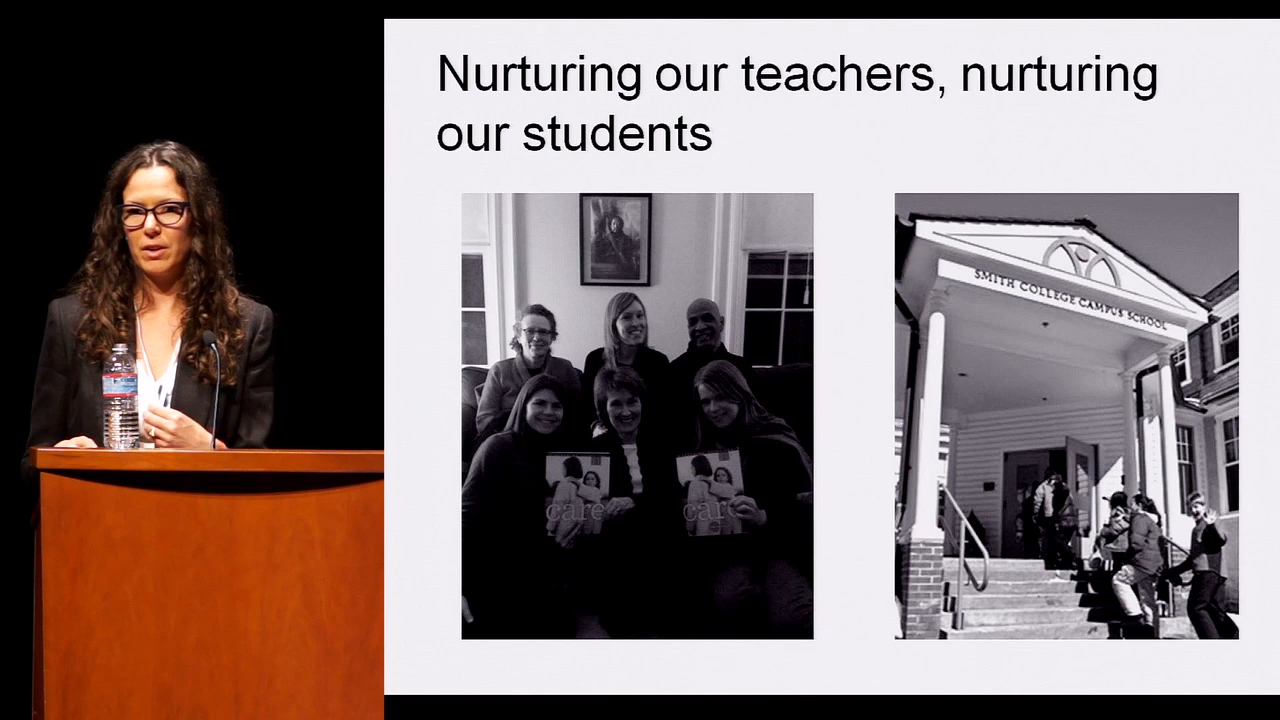 Nurturing our teachers, nurturing
our students
SMITH COLLEGE CAMPUS SCHOOL
care
care